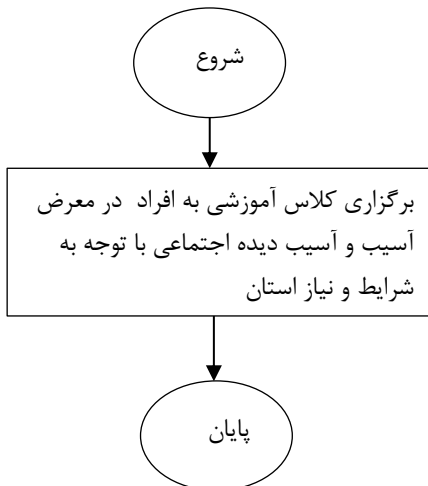 شروع
برگزاری کلاس آموزشی به افراد در معرض
آسیب و آسیب دیده اجتماعی با توجه به
شرایط و نیاز استان
پایان